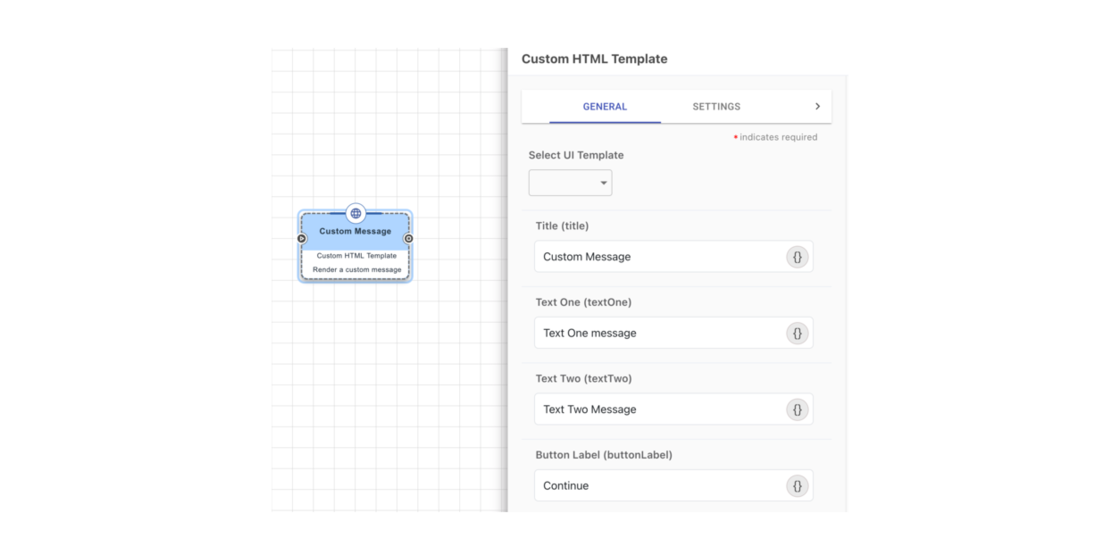 Custom HTML Template
GENERAL
SETTINGS
• indicates required
Select UI Template
Custom Message
Custom HTML Template
Render a custom message
Title (title)
Custom Message
{}
Text One (textOne)
Text One message
{}
Text Two (textTwo)
Text Two Message
{}
Button Label (buttonLabel)
Continue
{}